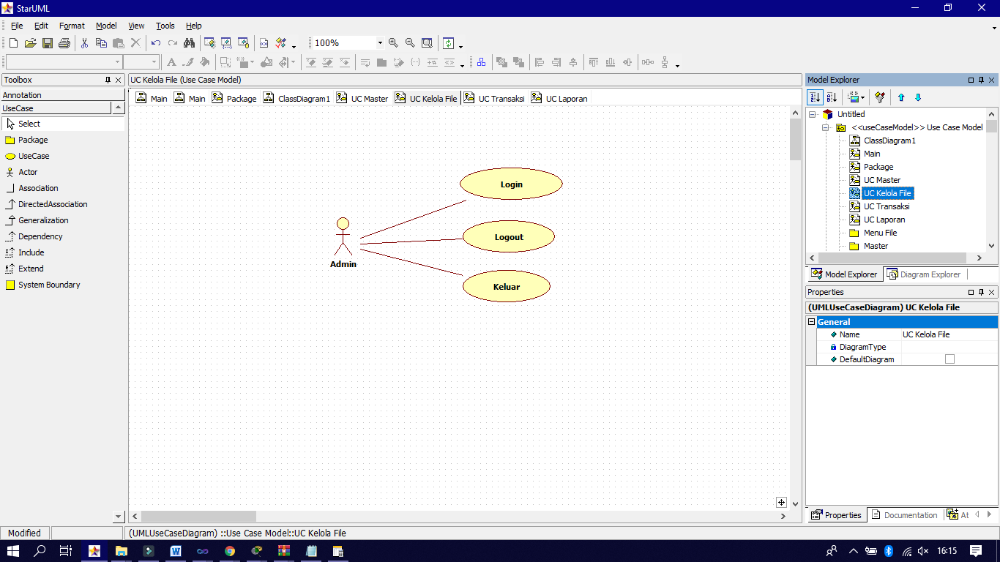 StarUML
File Edit Format Model View Tools Help
100%
Toolbox
Annotation
UseCase
Select
Package
UseCase
Actor
Association
DirectedAssociation
Generalization
Dependency
Include
Extend
System Boundary
UC Kelola File (Use Case Model)
Main Main Package ClassDiagram1 UC Master UC Kelola File UC Transaksi UC Laporan
Login
Logout
Keluar
Admin
Model Explorer
Untitled
<<useCaseModel>> Use Case Model
ClassDiagram1
Main
Package
UC Master
UC Kelola File
UC Transaksi
UC Laporan
Menu File
Master
Model Explorer Diagram Explorer
Properties
(UMLUseCaseDiagram) UC Kelola File
General
Name UC Kelola File
DiagramType
DefaultDiagram
Properties Documentation At
Modified
(UMLUseCaseDiagram) ::Use Case Model::UC Kelola File
16:15